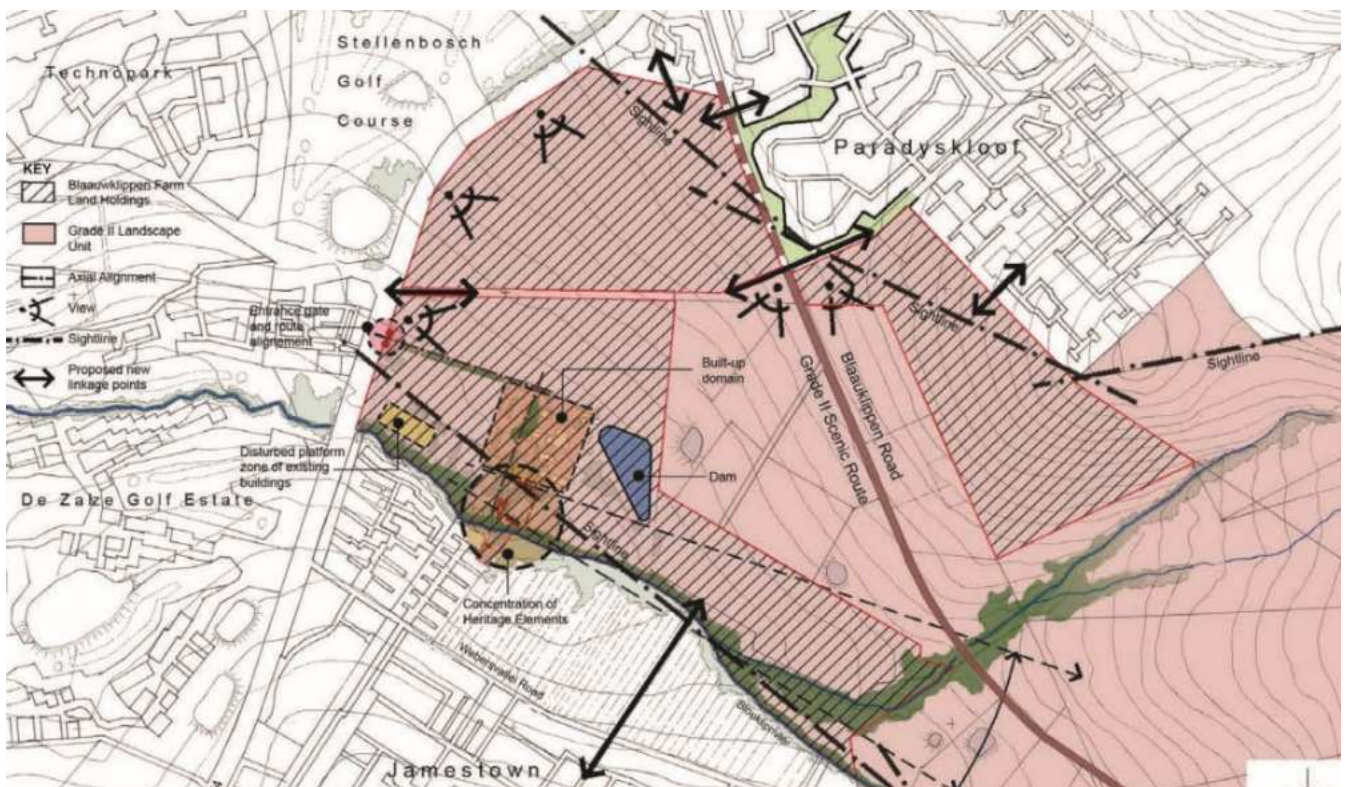 Stellenbosch
Golf
Course
Technopark
Paradyskloof
KEY
Blaauwklippen Farm
Land Holdings
Grade II Landscape
Unit
Axial Alignment
View
Sightline
Proposed new
linkage points
Entrance gate
and route
alignement
Sightline
Sightline
Sightline
Built-up
domain
Blaauklippen Road
Grade II Scenic Route
Disturbed platform
zone of existing
buildings
Dam
De Zalze Golf Estate
Sightline
Concentration of
Heritage Elements
Webersvallei Road
Jamestown